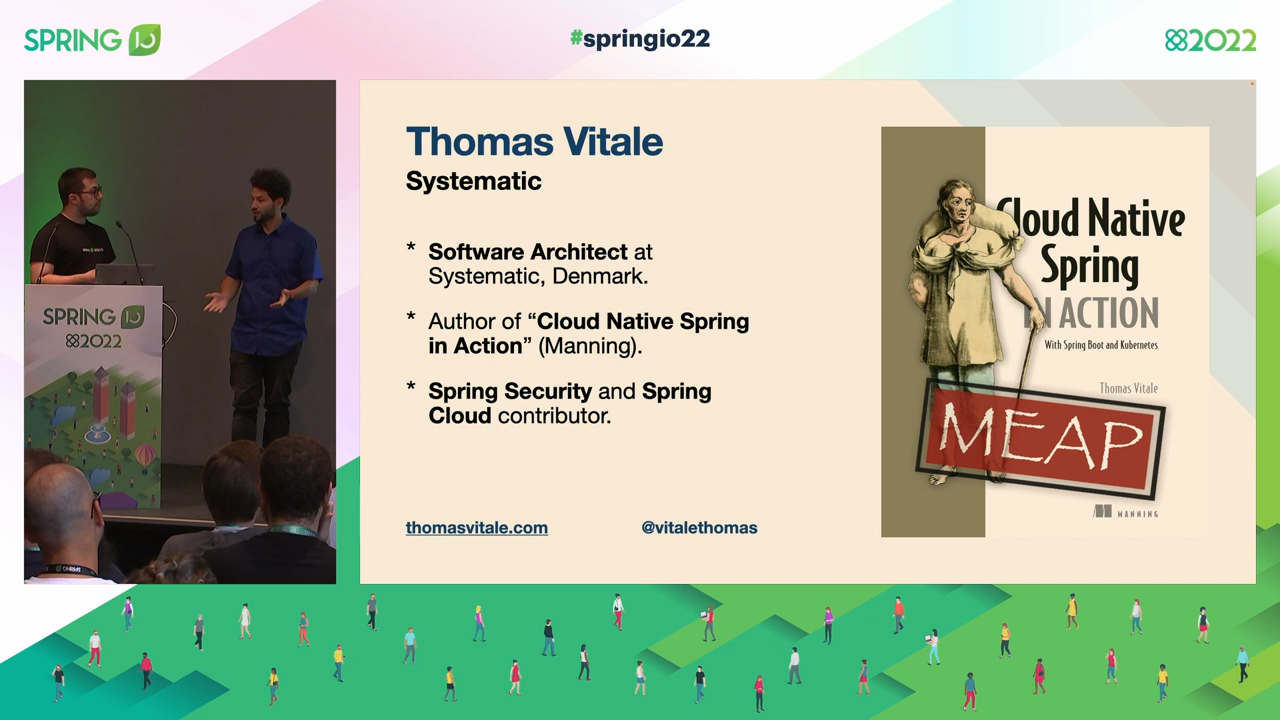 SPRING IO
#springio22
2022
Thomas Vitale
Systematic
* Software Architect at
Systematic, Denmark.
* Author of “Cloud Native Spring
in Action” (Manning).
* Spring Security and Spring
Cloud contributor.
thomasvitale.com
@vitalethomas
Cloud Native
Spring
IN ACTION
With Spring Boot and Kubernetes
Thomas Vitale
MEAP
MANNING
SPRING IO
2022